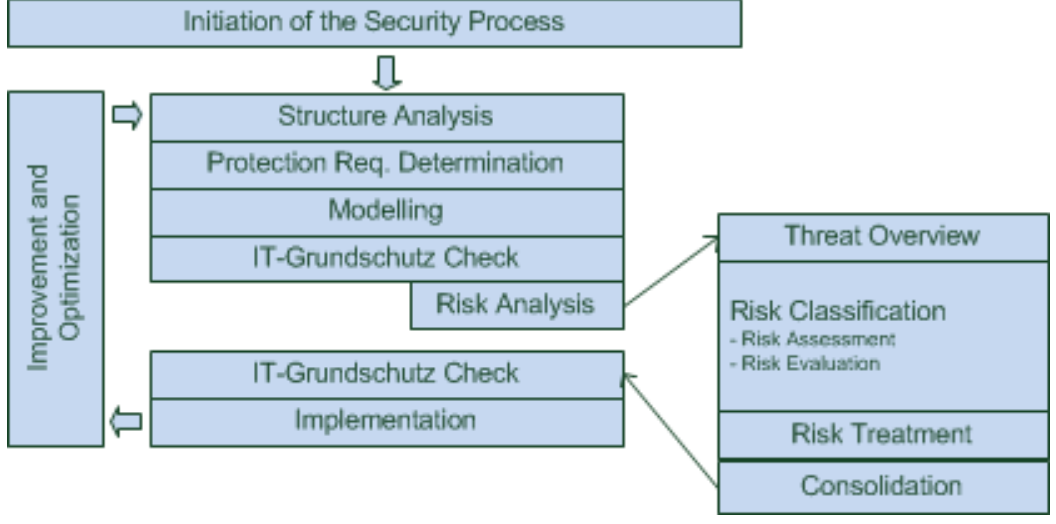 Initiation of the Security Process
Improvement and
Optimization
Structure Analysis
Protection Req. Determination
Modelling
IT-Grundschutz Check
Risk Analysis
IT-Grundschutz Check
Implementation
Threat Overview
Risk Classification
- Risk Assessment
- Risk Evaluation
Risk Treatment
Consolidation